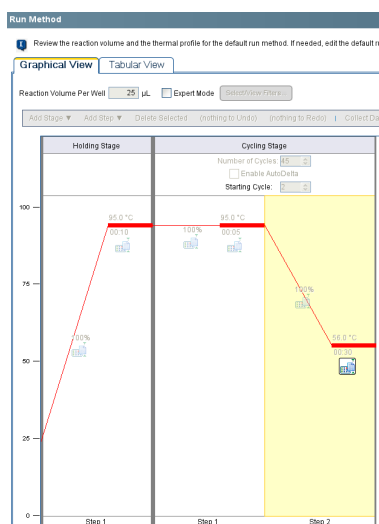 Run Method
Review the reaction volume and the thermal profile for the default run method. If needed, edit the default r
Graphical View Tabular View
Reaction Volume Per Well 25 µL Expert Mode Select/View Filters...
Add Stage ▼ Add Step ▼ Delete Selected (nothing to Undo) (nothing to Redo) | Collect Da
Holding Stage Cycling Stage
Number of Cycles: 45
Enable AutoDelta
Starting Cycle: 2
100
95.0 °C 95.0 °C
00:10 100% 00:05
75
100%
100% 56.0 °C
50 00:30
25
0
Step 1 Step 1 Step 2